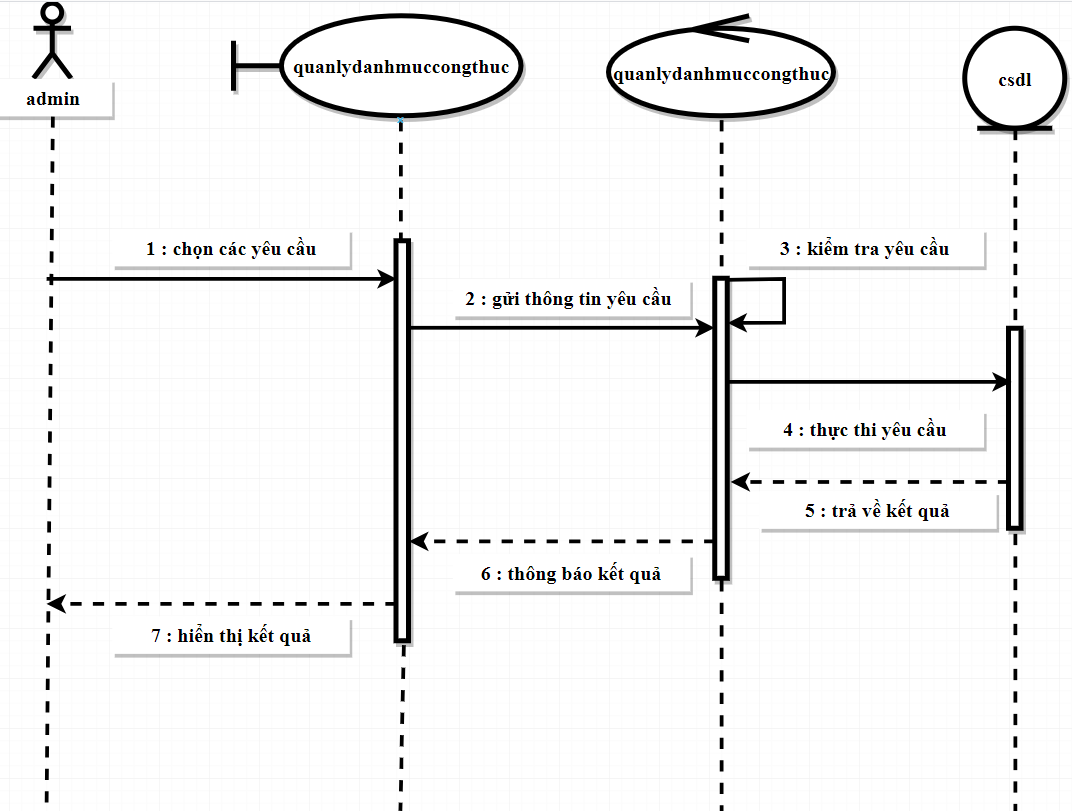 quanlydanhmuccongthuc
quanlydanhmuccongthuc
csdl
admin
1 : chọn các yêu cầu
3 : kiểm tra yêu cầu
2 : gửi thông tin yêu cầu
4 : thực thi yêu cầu
5 : trả về kết quả
6 : thông báo kết quả
7 : hiển thị kết quả